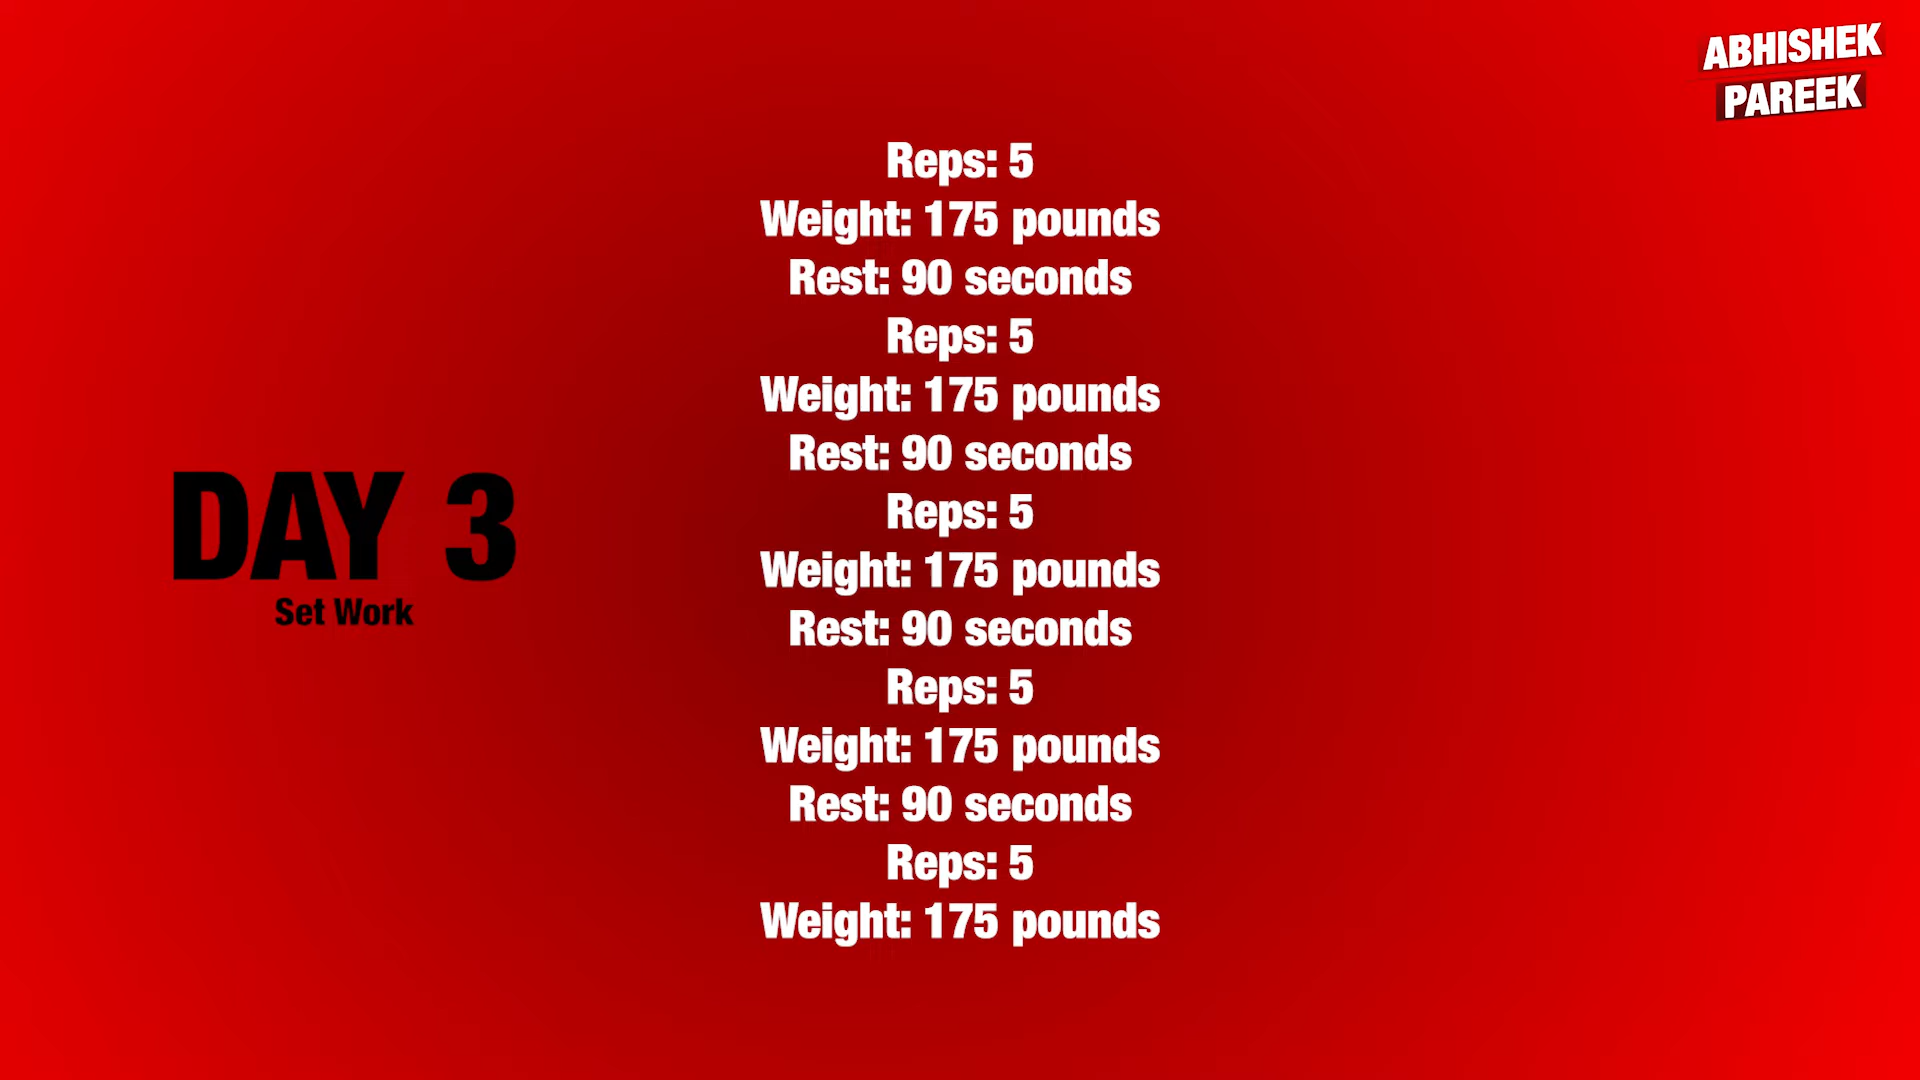 ABHISHEK
PAREEK
DAY 3
Set Work
Reps: 5
Weight: 175 pounds
Rest: 90 seconds
Reps: 5
Weight: 175 pounds
Rest: 90 seconds
Reps: 5
Weight: 175 pounds
Rest: 90 seconds
Reps: 5
Weight: 175 pounds
Rest: 90 seconds
Reps: 5
Weight: 175 pounds